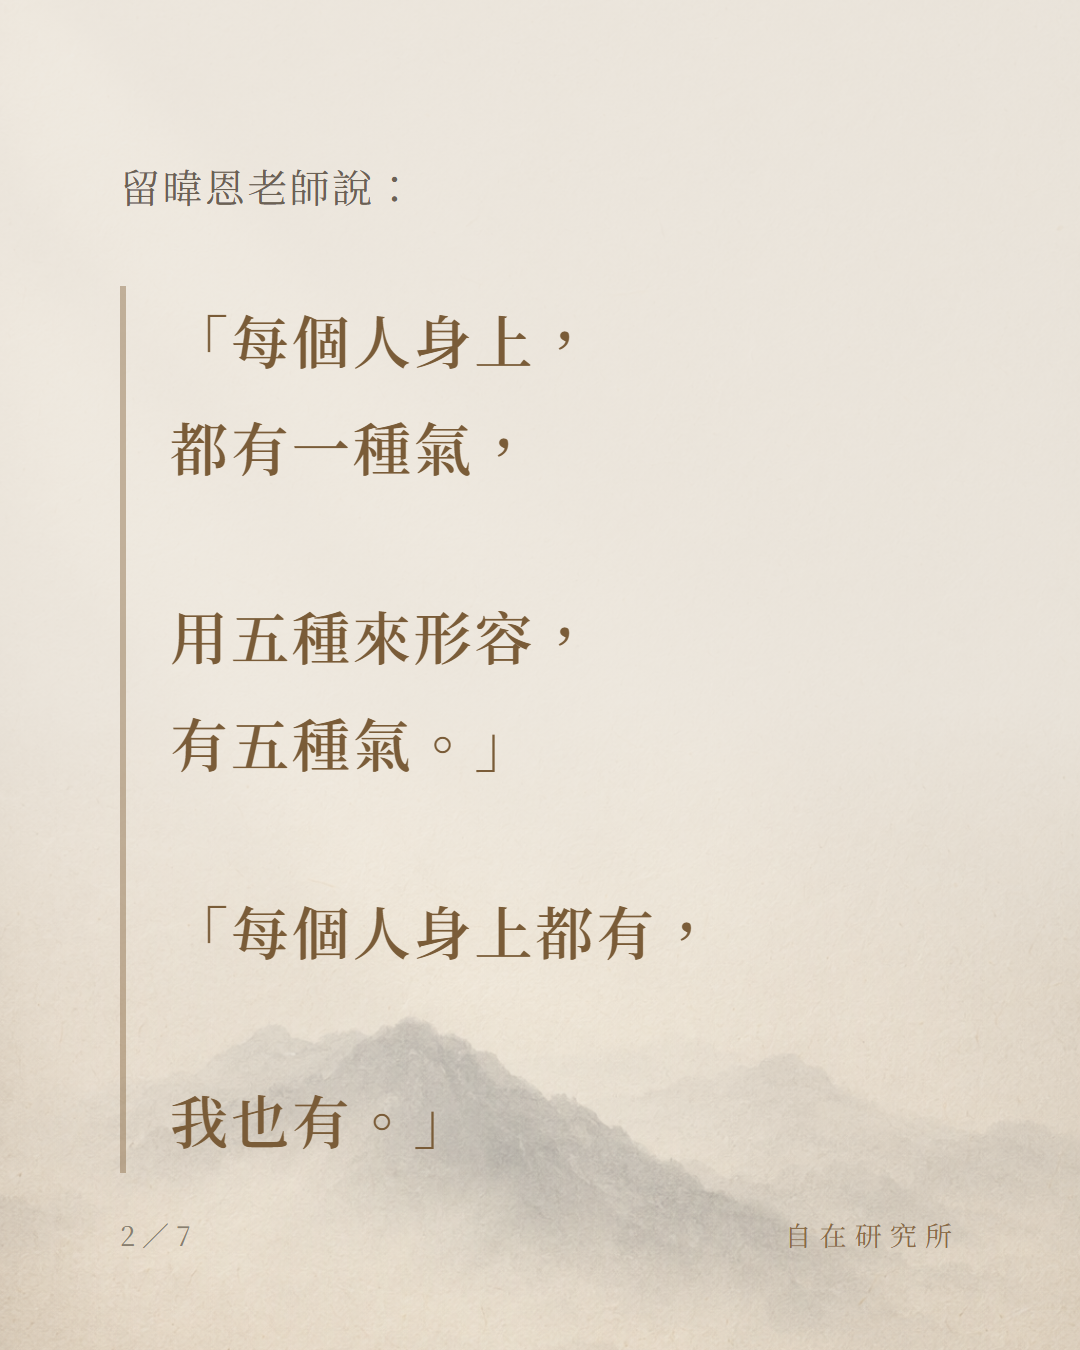 留暐恩老師說：
「每個人身上，
都有一種氣，
用五種來形容，
有五種氣。」
「每個人身上都有，
我也有。」
2／7
自在研究所